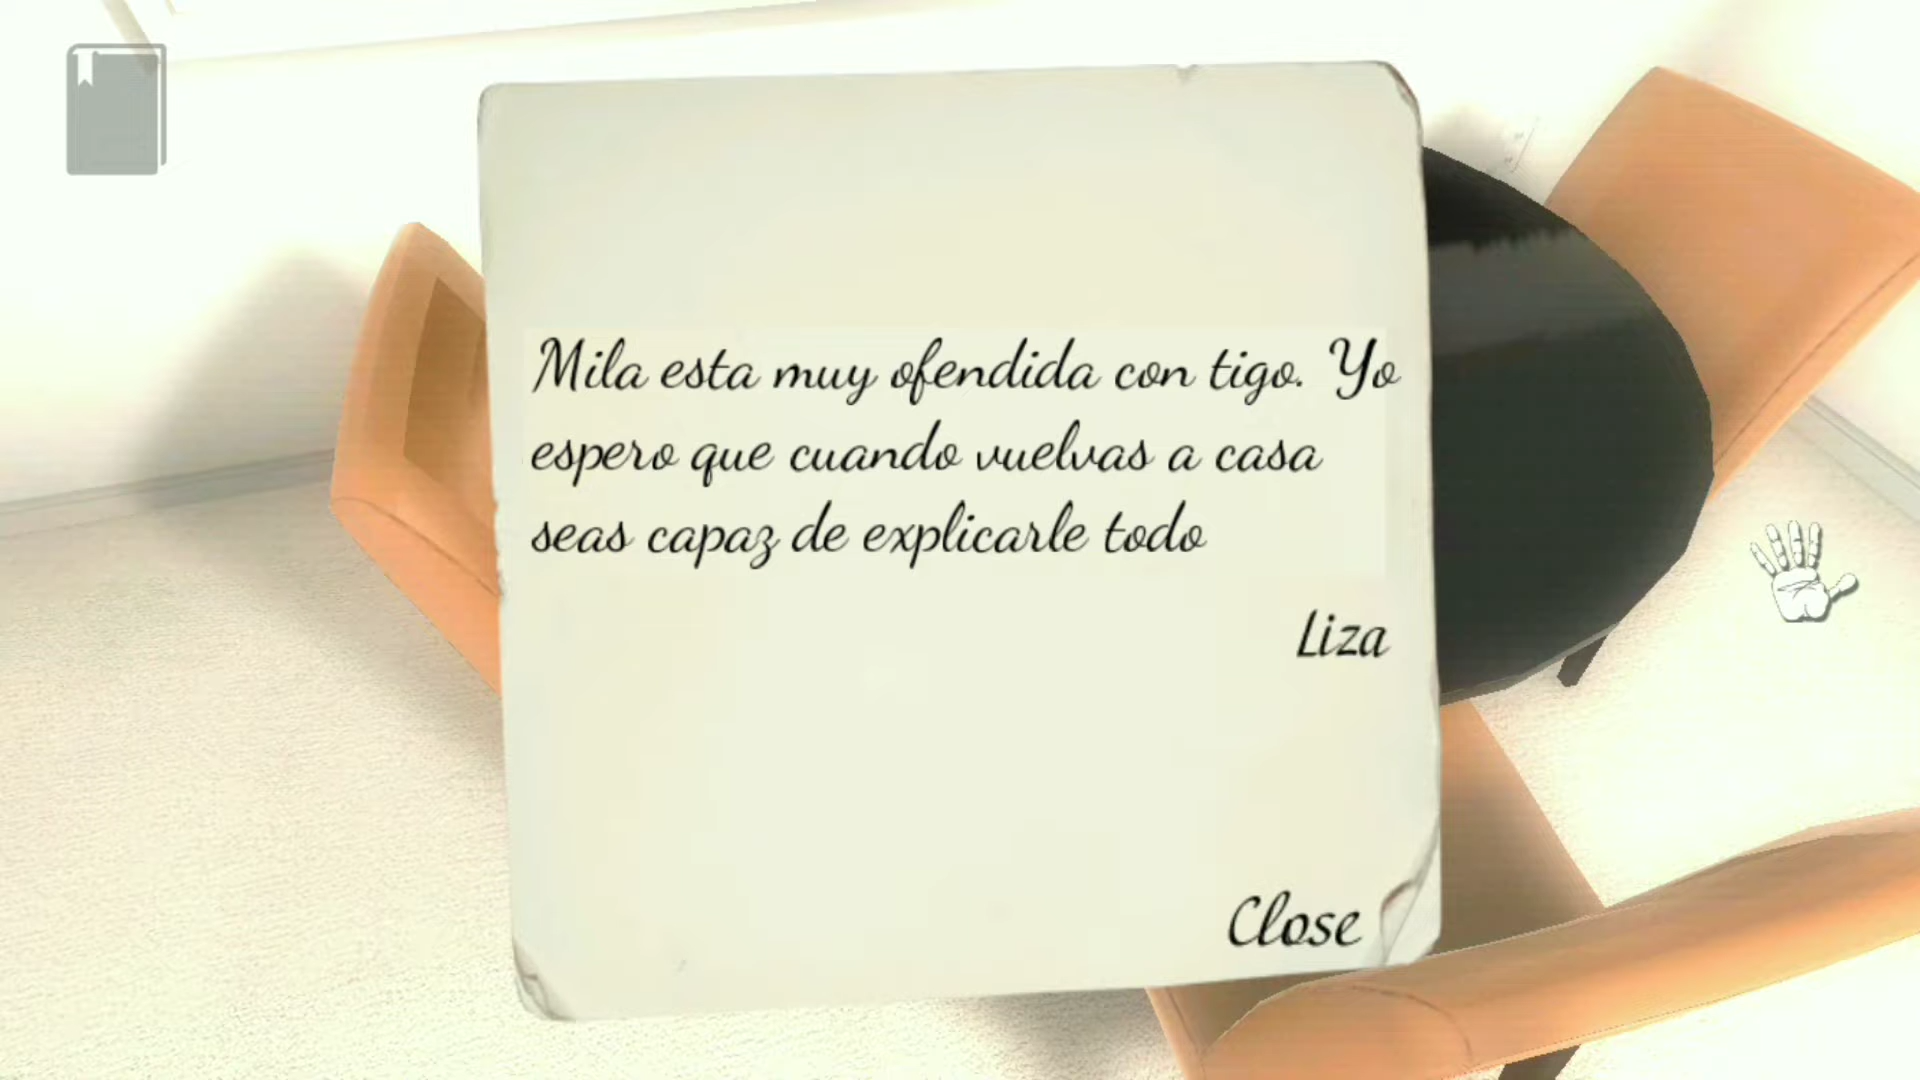 Mila esta muy ofendida con tigo. Yo
espero que cuando vuelvas a casa
seas capaz de explicarle todo
Liza
Close